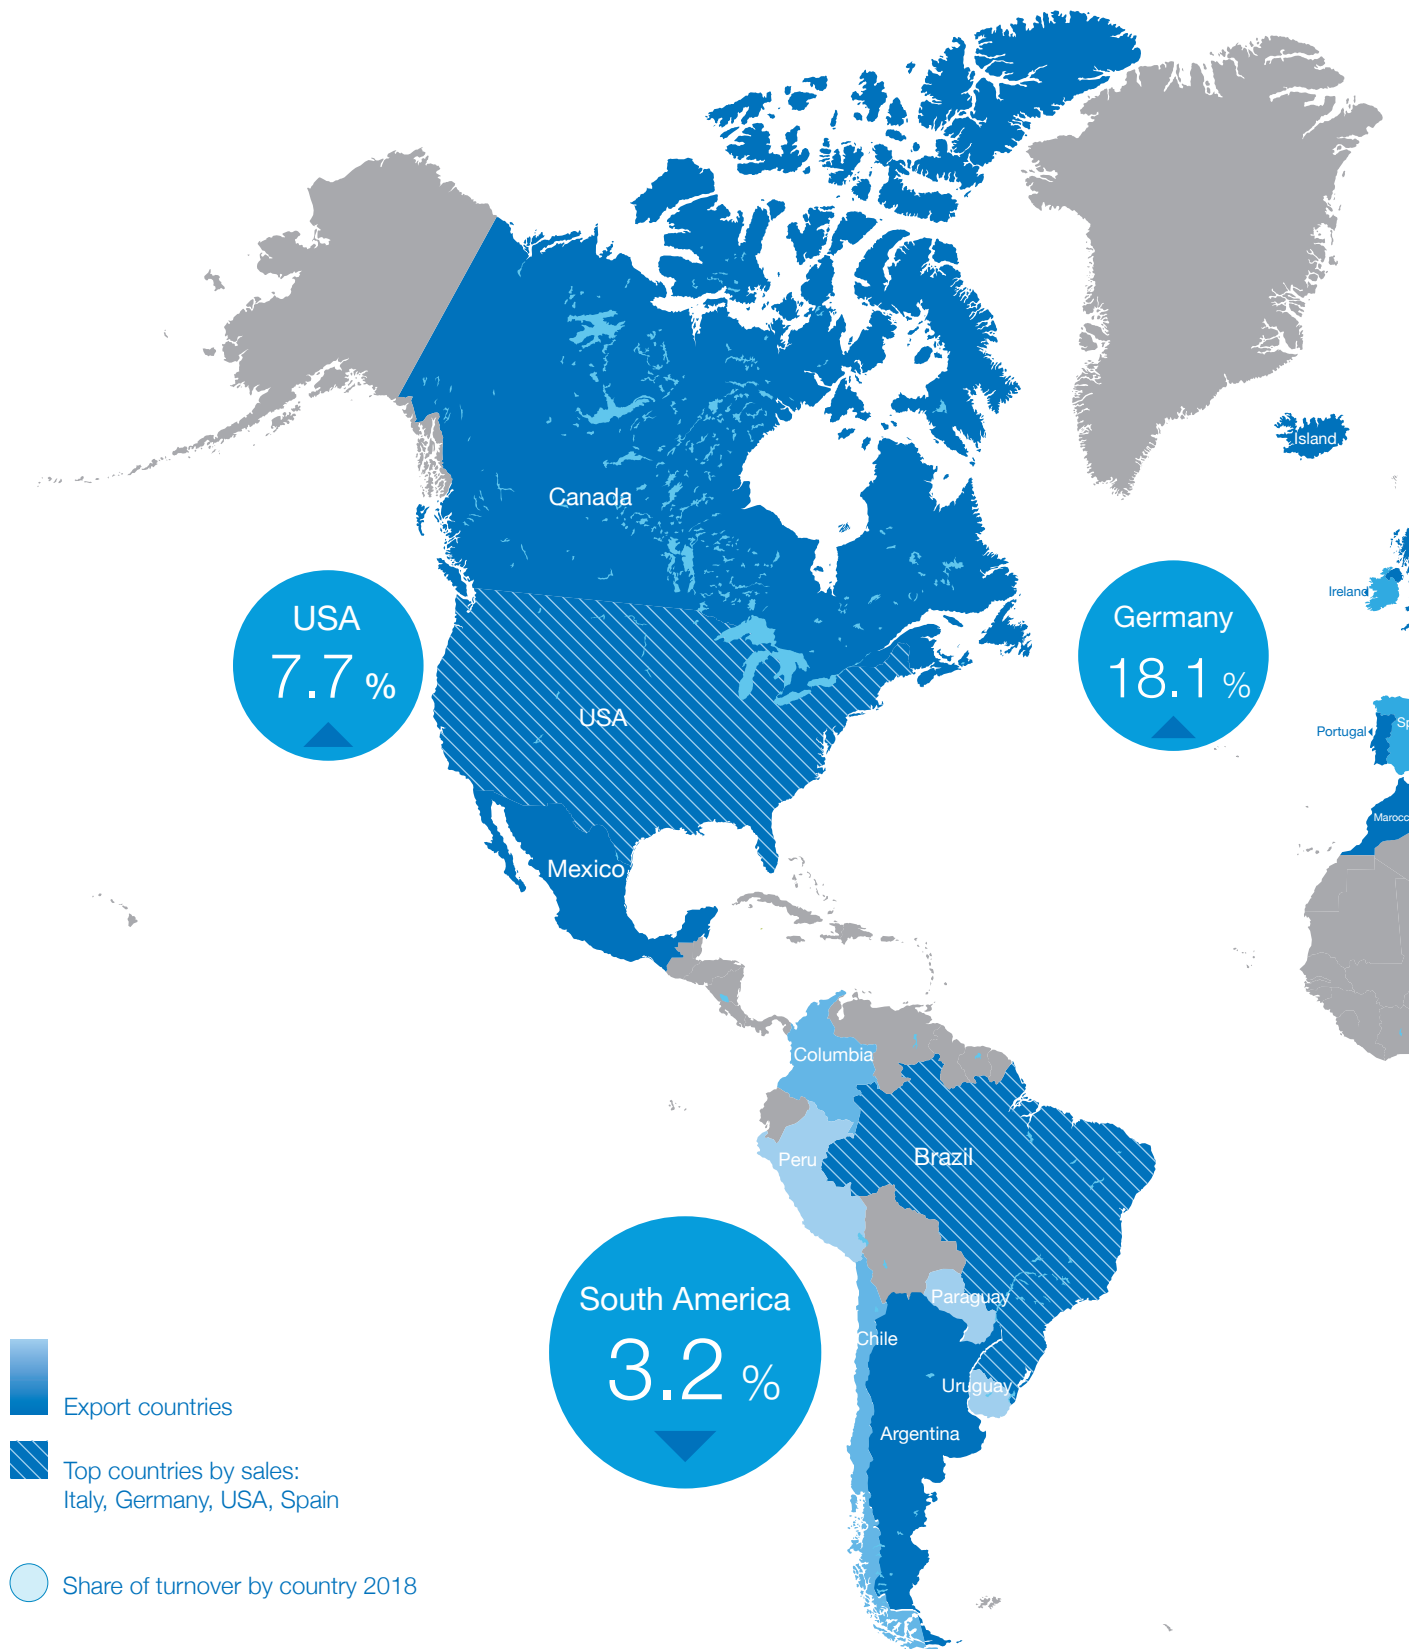 Island
Canada
Ireland
USA
7.7 %
Germany
18.1 %
USA
Portugal
Sp
Marocc
Mexico
Columbia
Peru
Brazil
South America
3.2 %
Paraguay
Chile
Uruguay
Argentina
Export countries
Top countries by sales:
Italy, Germany, USA, Spain
Share of turnover by country 2018